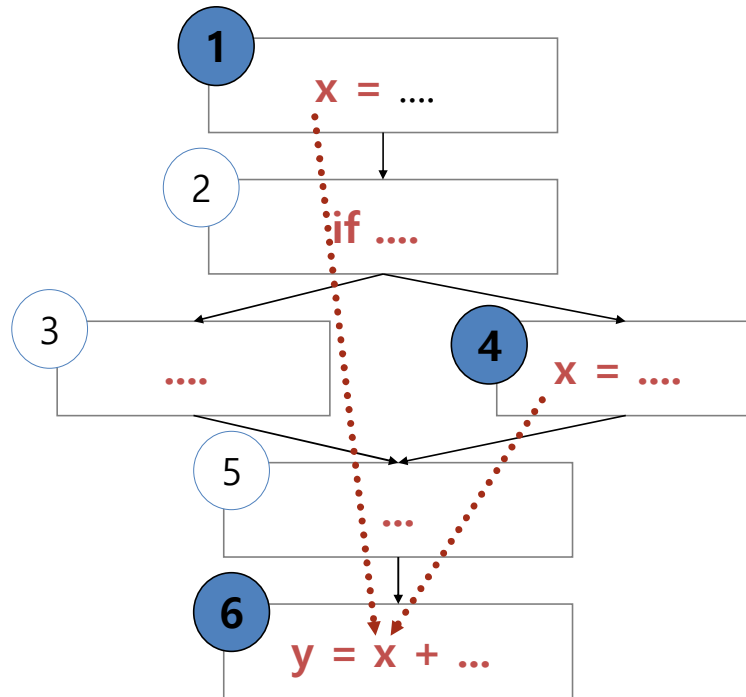 1
x = ....
2
if ....
3
....
4
x = ....
5
...
6
y = x + ...